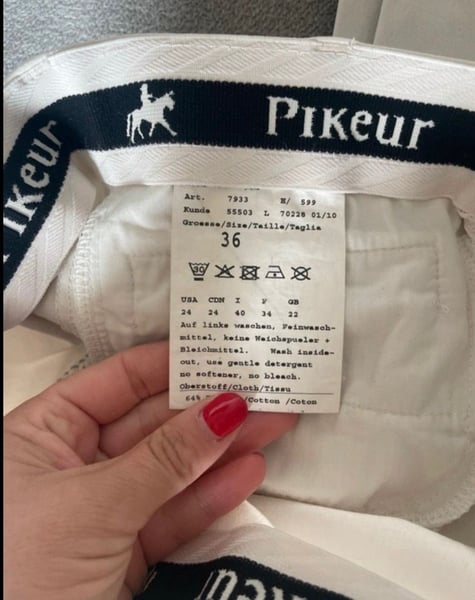 Pikeur
Pikeur
Art. 7933 N/ 599
Kunde 55503 L 70228 01/10
Groesse/Size/Taille/Taglia
36
30
USA CDN I F GB
24 24 40 34 22
Auf links waschen, Feinwasch-
mittel, keine Weichspueler +
Bleichmittel. Wash inside-
out, use gentle detergent
no softener, no bleach.
Oberstoff/Cloth/Tissu
64% /Cotton /Coton